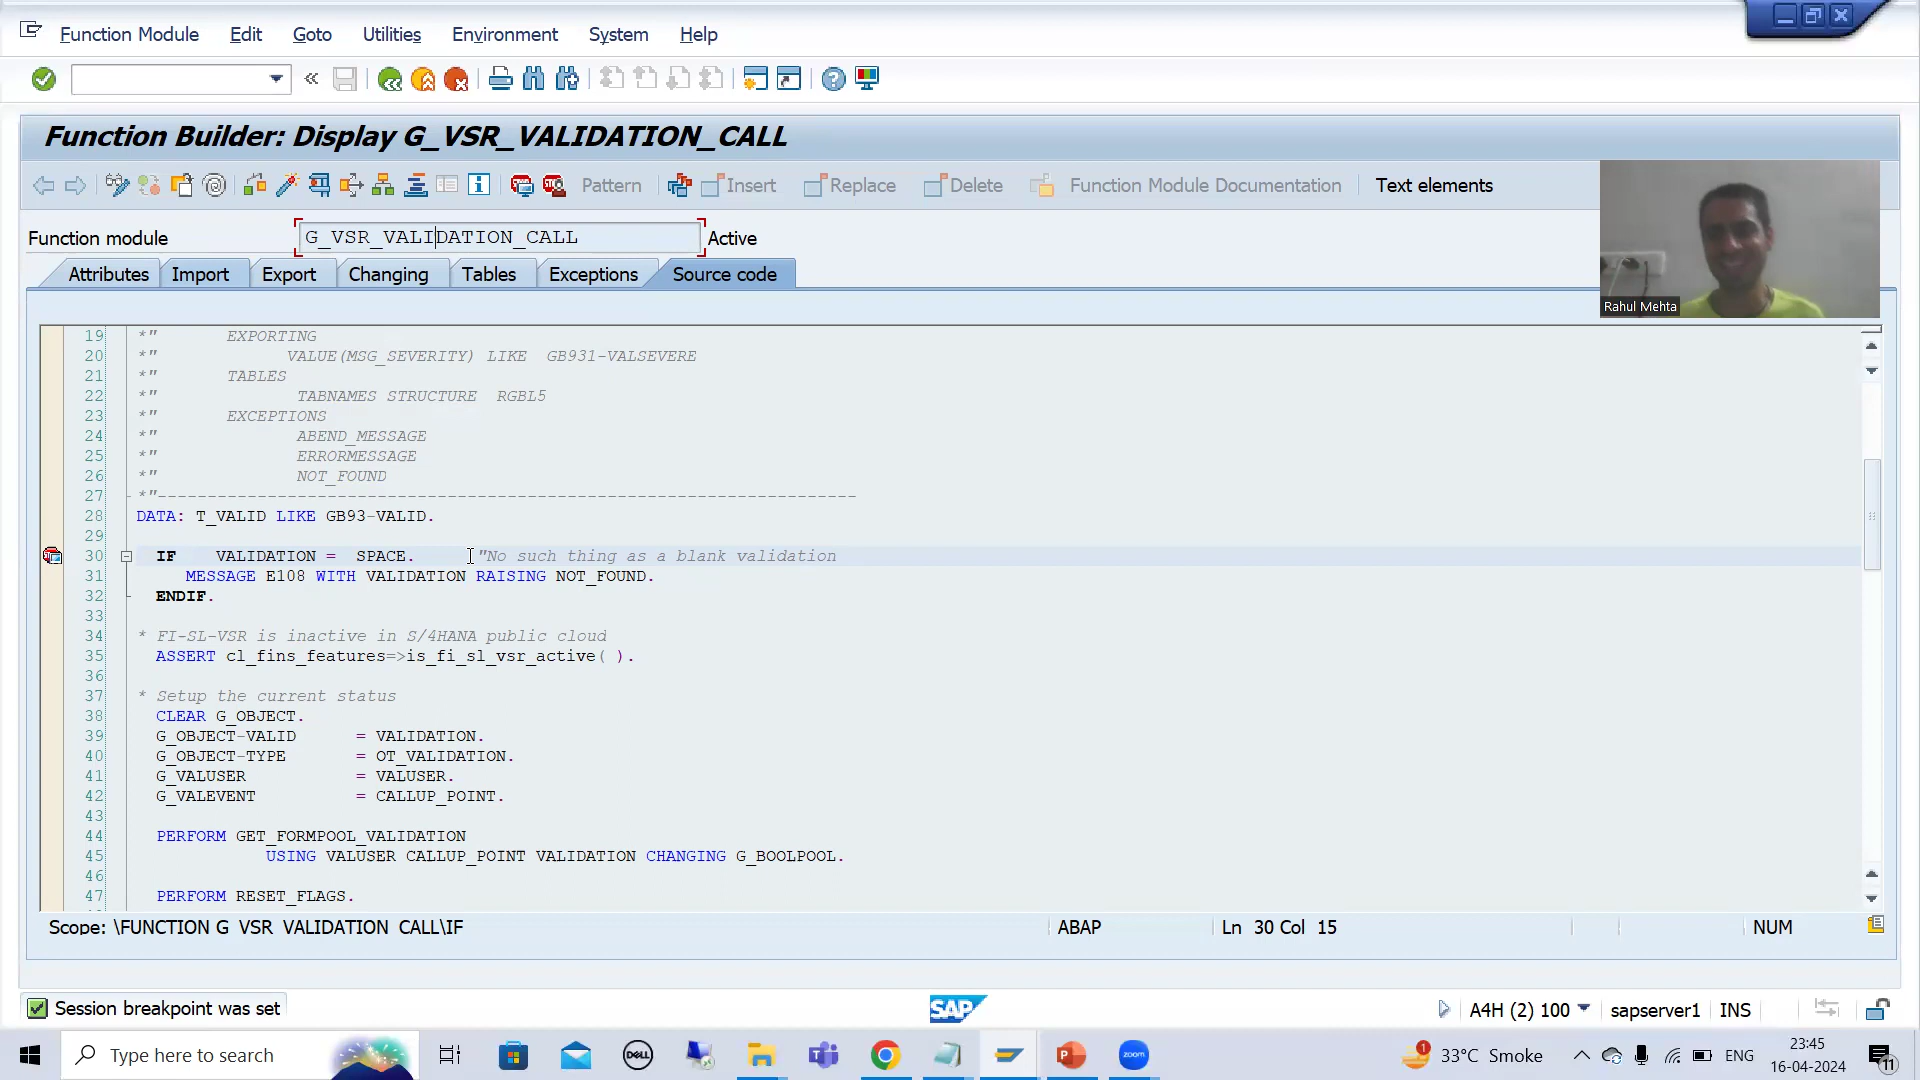 Function Module Edit Goto Utilities Environment System Help
Function Builder: Display G_VSR_VALIDATION_CALL
Pattern Insert Replace Delete Function Module Documentation Text elements
Function module G_VSR_VALIDATION_CALL Active
Rahul Mehta
Attributes Import Export Changing Tables Exceptions Source code
19 *" EXPORTING
20 *" VALUE(MSG_SEVERITY) LIKE GB931-VALSEVERE
21 *" TABLES
22 *" TABNAMES STRUCTURE RGBL5
23 *" EXCEPTIONS
24 *" ABEND_MESSAGE
25 *" ERRORMESSAGE
26 *" NOT_FOUND
27 *"----------------------------------------------------------------------
28 DATA: T_VALID LIKE GB93-VALID.
29
30 IF VALIDATION = SPACE. "No such thing as a blank validation
31 MESSAGE E108 WITH VALIDATION RAISING NOT_FOUND.
32 ENDIF.
33
34 * FI-SL-VSR is inactive in S/4HANA public cloud
35 ASSERT cl_fins_features=>is_fi_sl_vsr_active( ).
36
37 * Setup the current status
38 CLEAR G_OBJECT.
39 G_OBJECT-VALID = VALIDATION.
40 G_OBJECT-TYPE = OT_VALIDATION.
41 G_VALUSER = VALUSER.
42 G_VALEVENT = CALLUP_POINT.
43
44 PERFORM GET_FORMPOOL_VALIDATION
45 USING VALUSER CALLUP_POINT VALIDATION CHANGING G_BOOLPOOL.
46
47 PERFORM RESET_FLAGS.
Scope: \FUNCTION G VSR VALIDATION CALL\IF ABAP Ln 30 Col 15 NUM
Session breakpoint was set SAP A4H (2) 100 sapserver1 INS
Type here to search DELL zoom 1 33°C Smoke ENG 23:45
16-04-2024 11